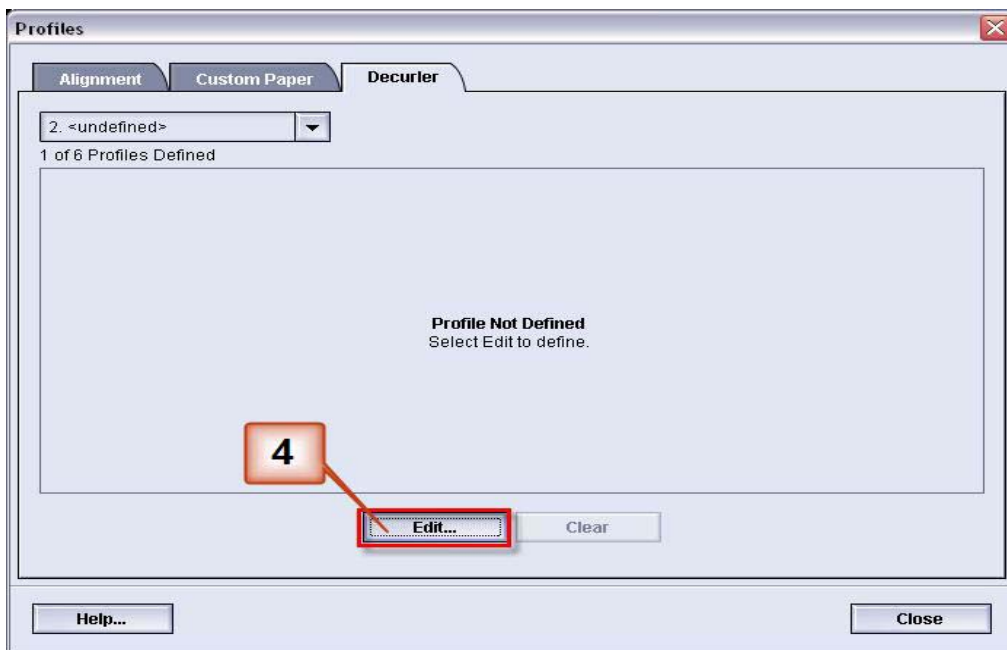 Profiles
Alignment
Custom Paper
Decurler
2. <undefined>
1 of 6 Profiles Defined
Profile Not Defined
Select Edit to define.
4
Edit...
Clear
Help...
Close